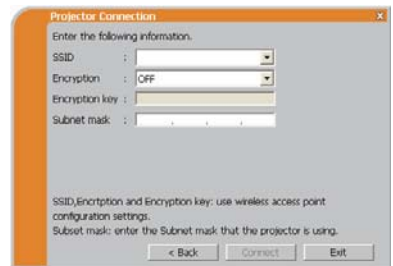 Projector Connection
Enter the following information.
SSID :
Encryption : OFF
Encryption key :
Subnet mask : . . .
SSID,Encrtption and Encryption key: use wireless access point
configuration settings.
Subset mask: enter the Subnet mask that the projector is using.
< Back Connect Exit